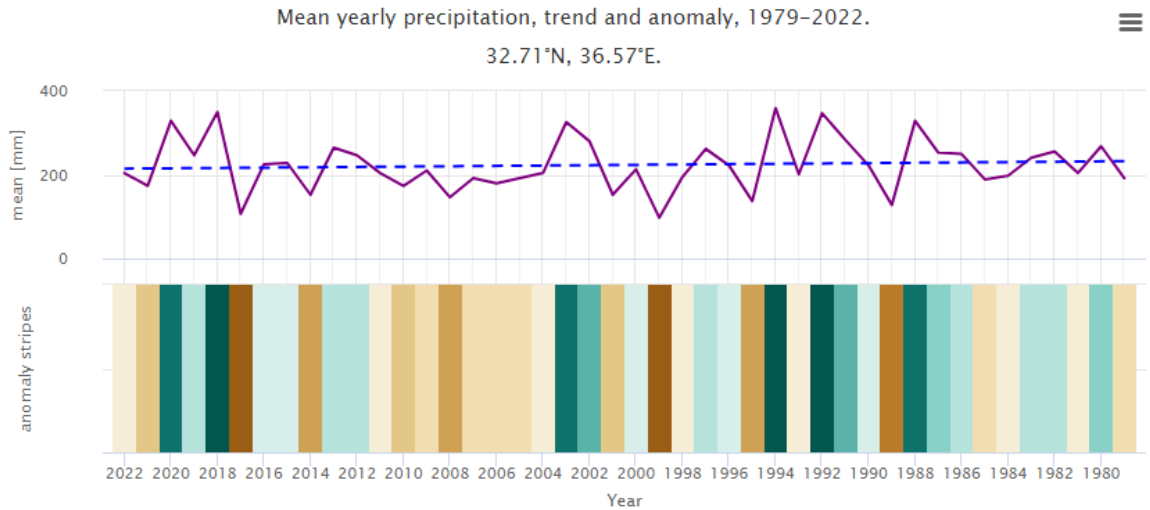 Mean yearly precipitation, trend and anomaly, 1979–2022.
32.71°N, 36.57°E.
400
200
0
mean [mm]
anomaly stripes
2022 2020 2018 2016 2014 2012 2010 2008 2006 2004 2002 2000 1998 1996 1994 1992 1990 1988 1986 1984 1982 1980
Year